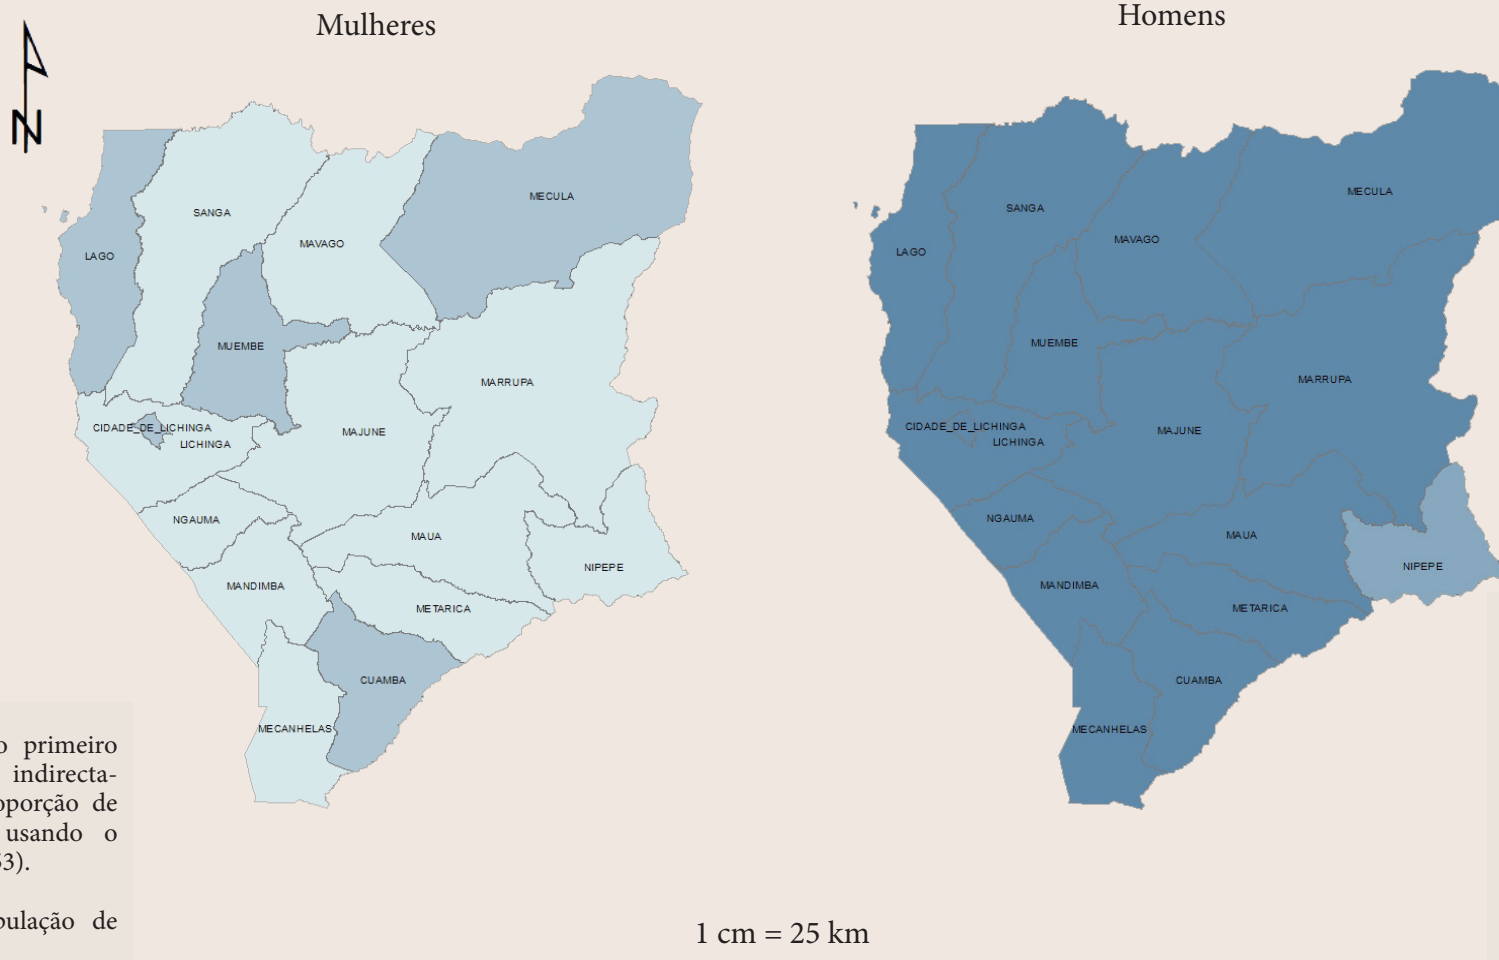 Mulheres
Homens
N
SANGA
MECULA
MAVAGO
LAGO
MUEMBE
MARRUPA
CIDADE_DE_LICHINGA
LICHINGA
MAJUNE
NGAUMA
MAUA
NIPEPE
MANDIMBA
METARICA
CUAMBA
MECANHELAS
MECULA
SANGA
MAVAGO
LAGO
MUEMBE
MARRUPA
CIDADE_DE_LICHINGA
LICHINGA
MAJUNE
NGAUMA
MAUA
NIPEPE
MANDIMBA
METARICA
CUAMBA
MECANHELAS
o primeiro
indirecta-
oporção de
usando o
53).
pulação de
1 cm = 25 km